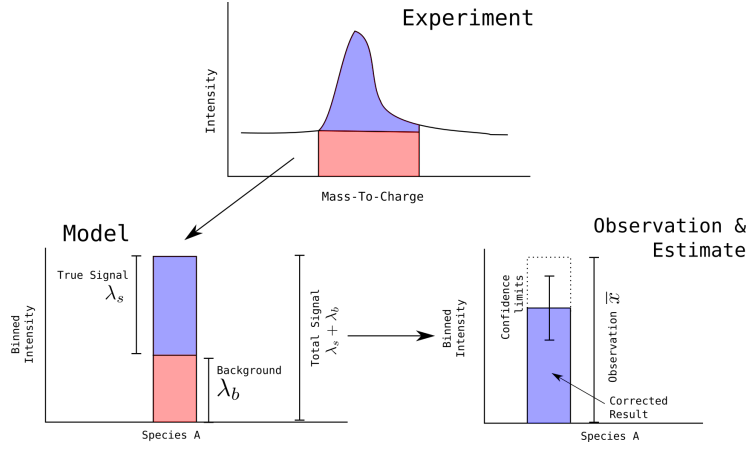 Experiment
Intensity
Mass-To-Charge
Model
True Signal
λs
Background
λb
Total Signal
λs + λb
Binned
Intensity
Species A
Observation &
Estimate
Confidence
limits
Observation x̅
Binned
Intensity
Corrected
Result
Species A